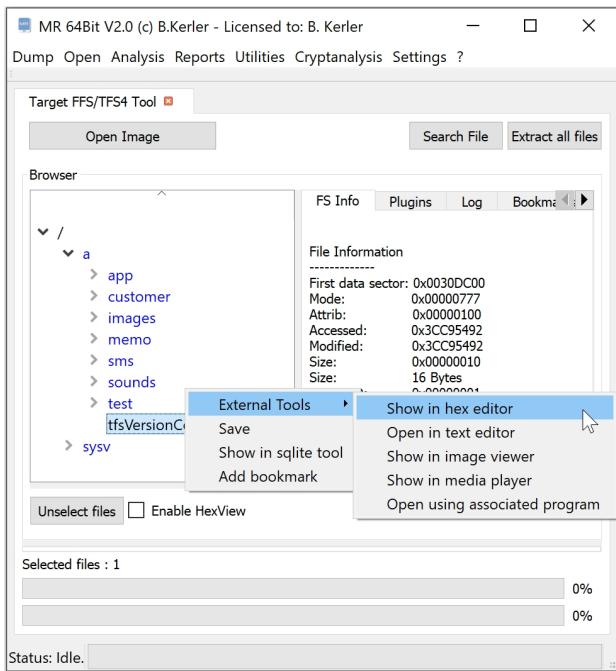 MR 64Bit V2.0 (c) B.Kerler - Licensed to: B. Kerler
Dump Open Analysis Reports Utilities Cryptanalysis Settings ?
Target FFS/TFS4 Tool
Open Image Search File Extract all files
Browser
FS Info Plugins Log
/
a
app
customer
images
memo
sms
sounds
test
sysv
File Information
-------------
First data sector: 0x0030DC00
Mode: 0x00000777
Attrib: 0x00000100
Accessed: 0x3CC95492
Modified: 0x3CC95492
Size: 0x00000010
Size: 16 Bytes
External Tools
Save
Show in sqlite tool
Add bookmark
Show in hex editor
Open in text editor
Show in image viewer
Show in media player
Open using associated program
Unselect files Enable HexView
Selected files : 1
0%
0%
Status: Idle.